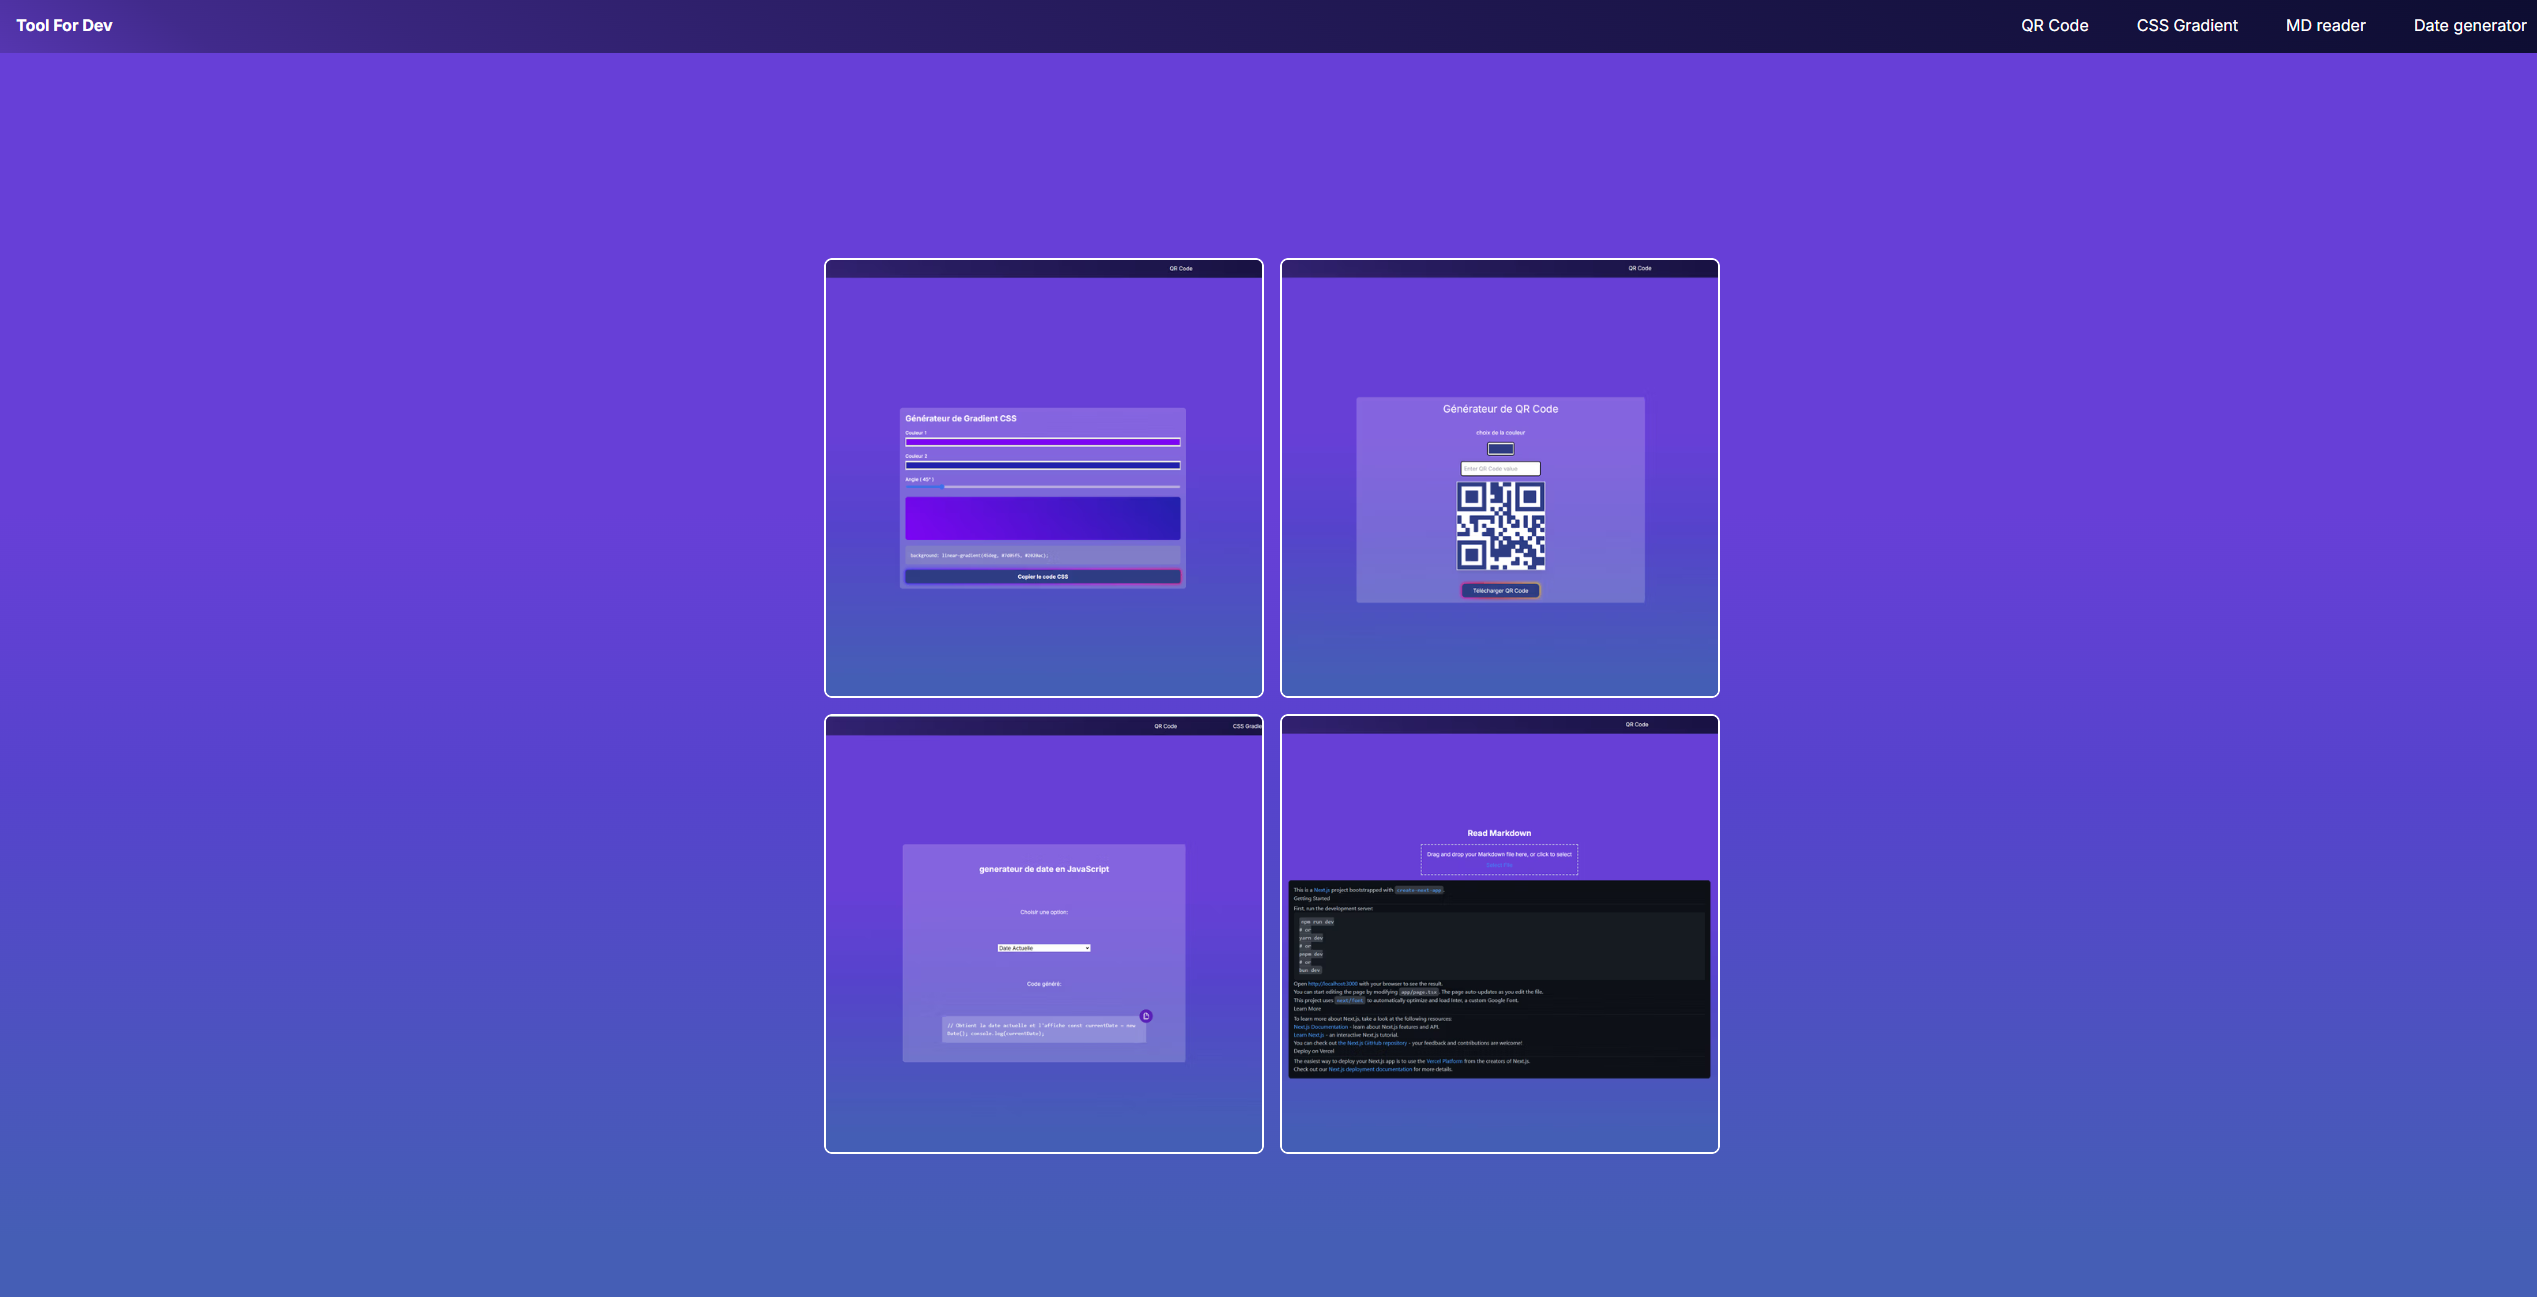 Tool For Dev
QR Code
CSS Gradient
MD reader
Date generator
QR Code
Générateur de Gradient CSS
Couleur 1
Couleur 2
Angle ( 45° )
Copier le code CSS
QR Code
Générateur de QR Code
choix de la couleur
Enter QR Code value
Télécharger QR Code
QR Code
CSS Gradie
generateur de date en JavaScript
Choisir une option:
Date Actuelle
Code généré:
// Obtient la date actuelle et l'affiche const currentDate = new
Date(); console.log(currentDate);
QR Code
Read Markdown
Drag and drop your Markdown file here, or click to select
This is a Next.js project bootstrapped with create-next-app.
Getting Started
First, run the development server:
npm run dev
# or
yarn dev
# or
pnpm dev
# or
bun dev
Open http://localhost:3000 with your browser to see the result.
You can start editing the page by modifying app/page.tsx. The page auto-updates as you edit the file.
This project uses next/font to automatically optimize and load Inter, a custom Google Font.
Learn More
To learn more about Next.js, take a look at the following resources:
Next.js Documentation - learn about Next.js features and API.
Learn Next.js - an interactive Next.js tutorial.
You can check out the Next.js GitHub repository - your feedback and contributions are welcome!
Deploy on Vercel
The easiest way to deploy your Next.js app is to use the Vercel Platform from the creators of Next.js.
Check out our Next.js deployment documentation for more details.